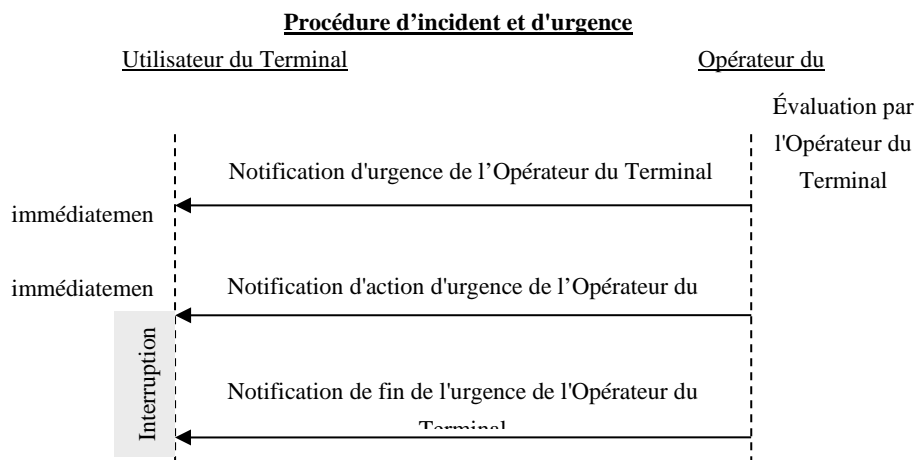 Procédure d’incident et d'urgence
Utilisateur du Terminal
Opérateur du
Évaluation par
l'Opérateur du
Terminal
Notification d'urgence de l’Opérateur du Terminal
immédiatemen
immédiatemen
Notification d'action d'urgence de l’Opérateur du
Interruption
Notification de fin de l'urgence de l'Opérateur du
Terminal